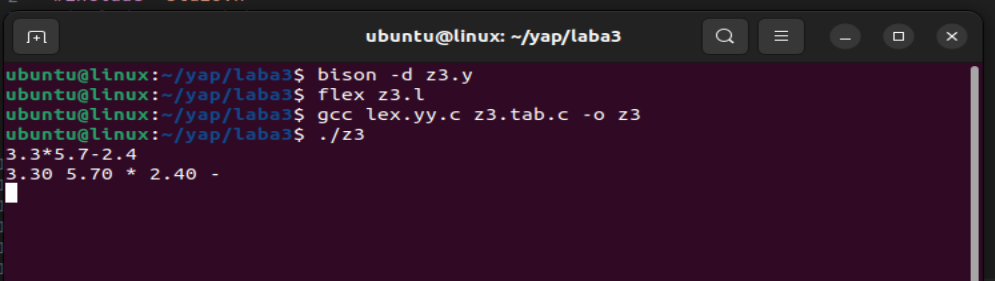 ubuntu@linux: ~/yap/laba3
ubuntu@linux:~/yap/laba3$ bison -d z3.y
ubuntu@linux:~/yap/laba3$ flex z3.l
ubuntu@linux:~/yap/laba3$ gcc lex.yy.c z3.tab.c -o z3
ubuntu@linux:~/yap/laba3$ ./z3
3.3*5.7-2.4
3.30 5.70 * 2.40 -